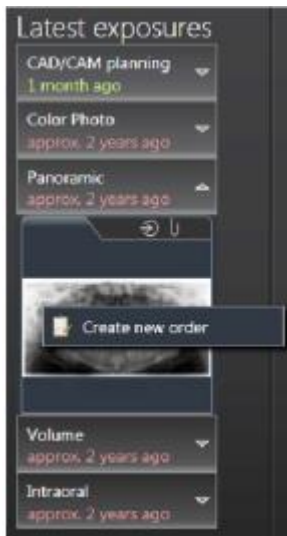 Latest exposures
CAD/CAM planning
1 month ago
Color Photo
approx. 2 years ago
Panoramic
approx. 2 years ago
Create new order
Volume
approx. 2 years ago
Intraoral
approx. 2 years ago